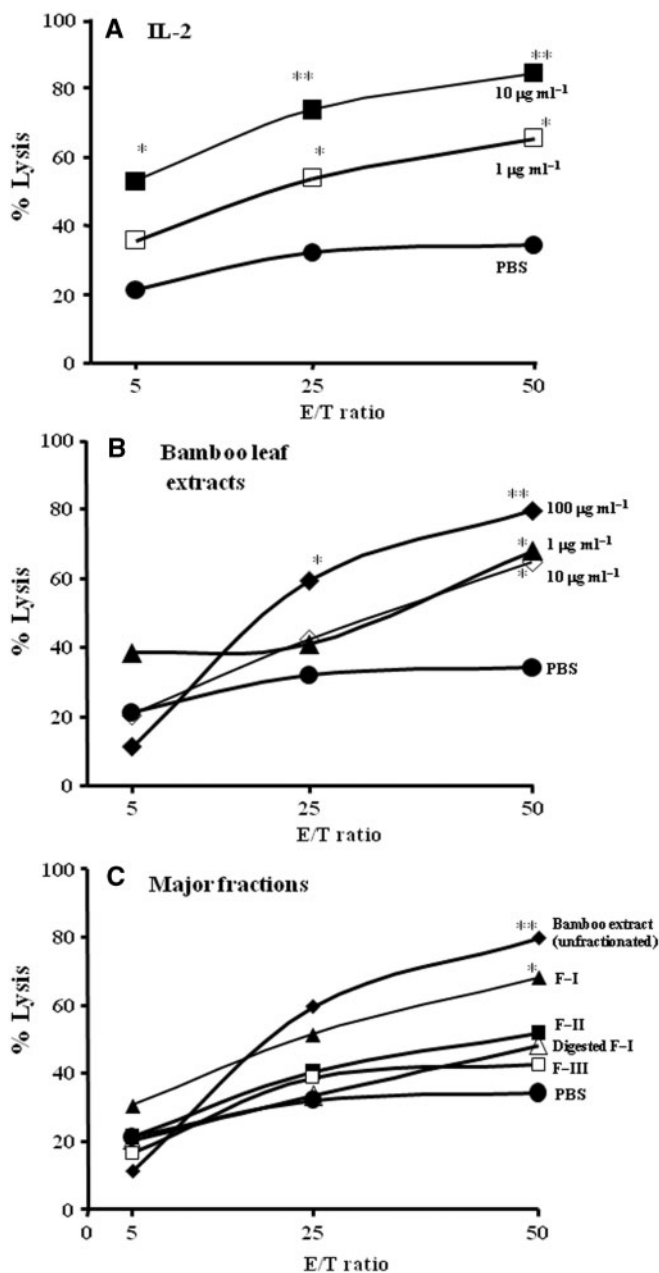 A IL-2
100
80
60
40
20
0
% Lysis
**
**
10 µg ml⁻¹
*
*
*
1 µg ml⁻¹
PBS
5 25 50
E/T ratio
B Bamboo leaf
extracts
100
80
60
40
20
0
% Lysis
**
100 µg ml⁻¹
*
*
1 µg ml⁻¹
*
10 µg ml⁻¹
PBS
5 25 50
E/T ratio
C Major fractions
100
80
60
40
20
0
% Lysis
**
Bamboo extract
(unfractionated)
*
F-I
F-II
Digested F-I
F-III
PBS
0 5 25 50
E/T ratio